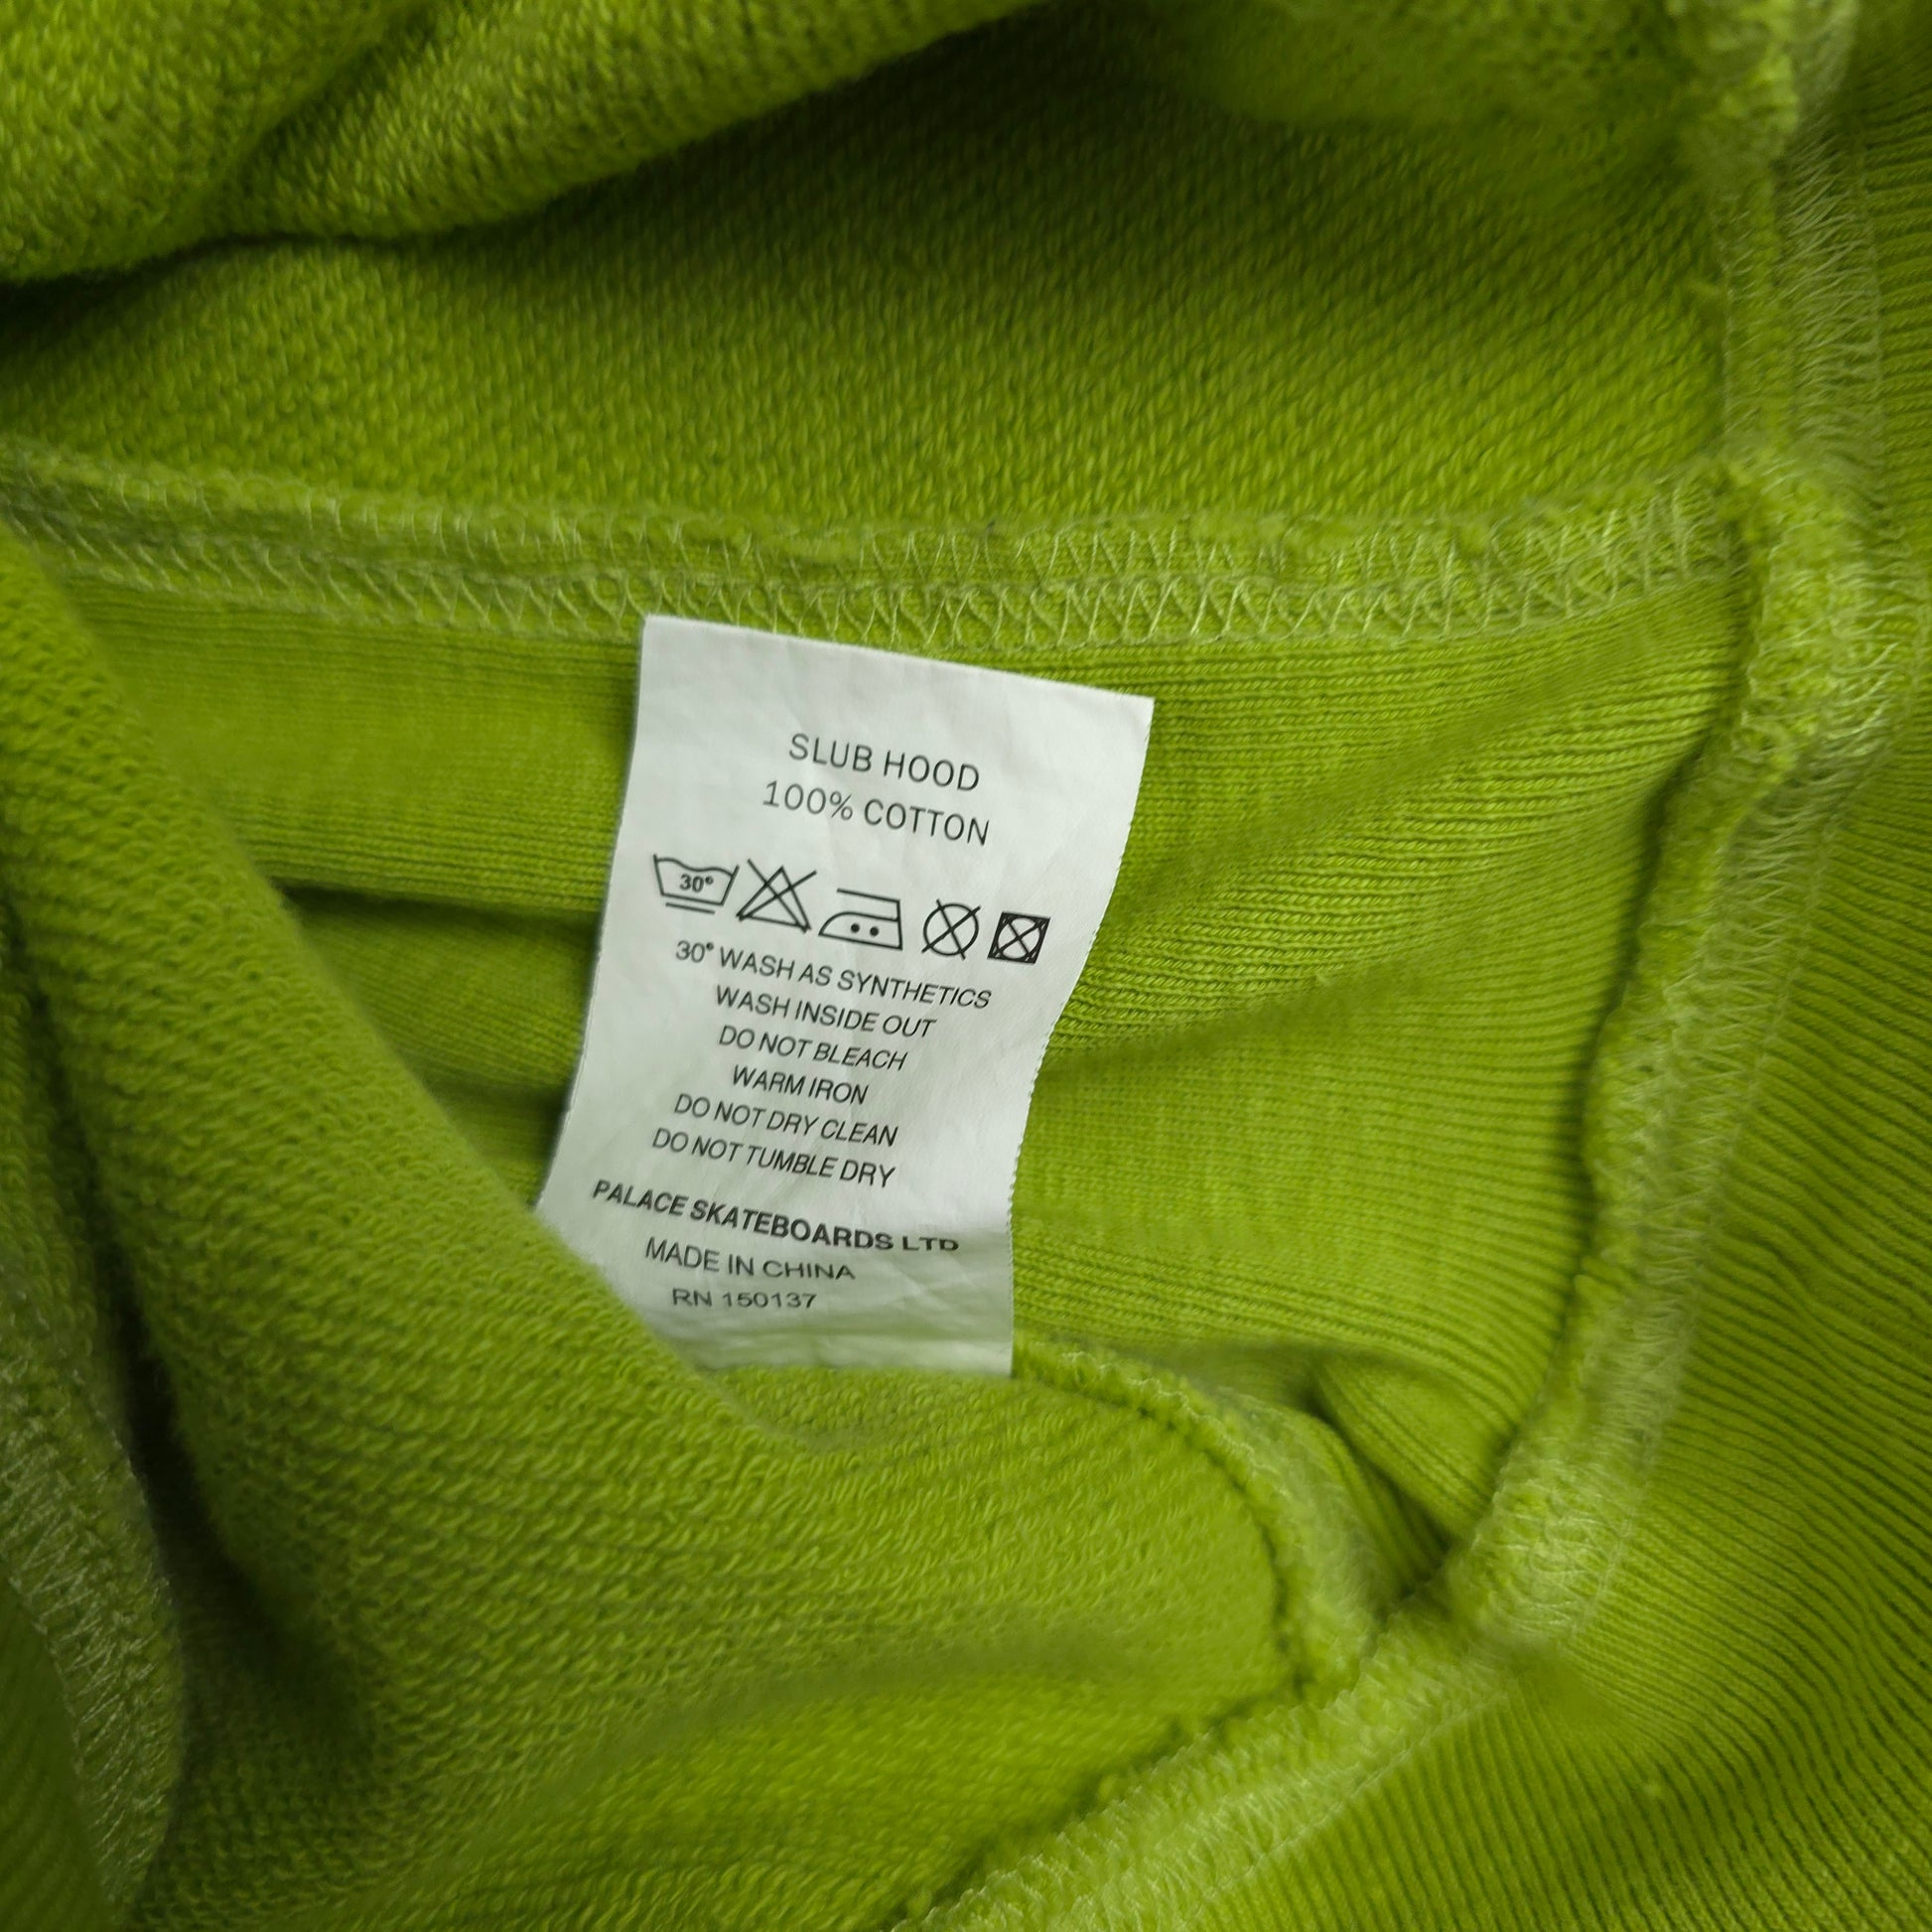 SLUB HOOD
100% COTTON
30°
30° WASH AS SYNTHETICS
WASH INSIDE OUT
DO NOT BLEACH
WARM IRON
DO NOT DRY CLEAN
DO NOT TUMBLE DRY
PALACE SKATEBOARDS LTD
MADE IN CHINA
RN 150137